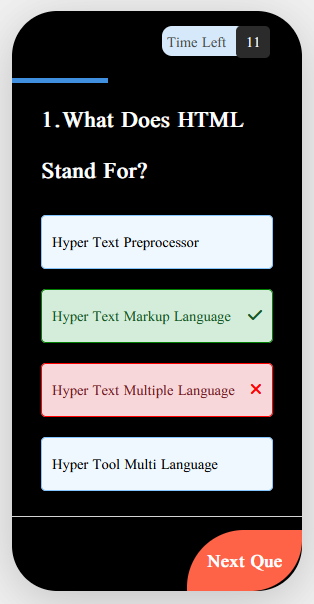 Time Left 11
1.What Does HTML
Stand For?
Hyper Text Preprocessor
Hyper Text Markup Language
Hyper Text Multiple Language
Hyper Tool Multi Language
Next Que